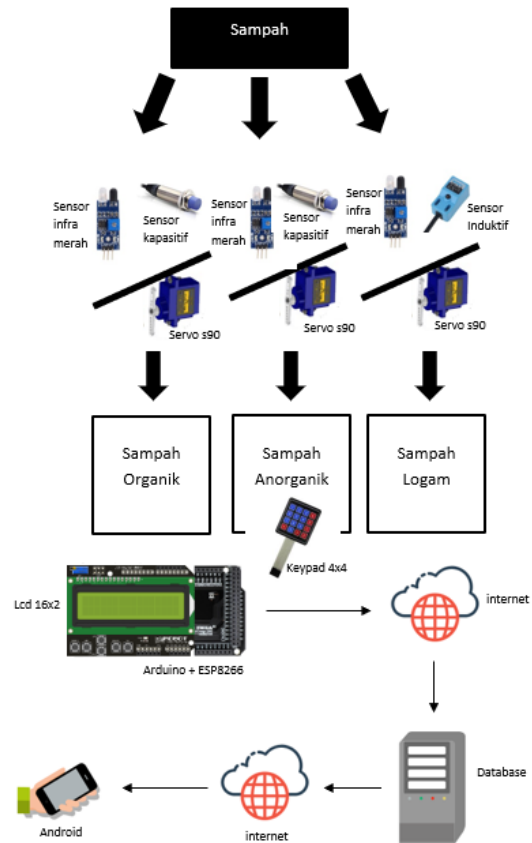 Sampah
Sensor
infra
merah
Sensor
kapasitif
Sensor
infra
merah
Sensor
kapasitif
Sensor
infra
merah
Sensor
Induktif
Servo s90
Servo s90
Servo s90
Sampah
Organik
Sampah
Anorganik
Sampah
Logam
Keypad 4x4
Lcd 16x2
Arduino + ESP8266
internet
Database
internet
Android